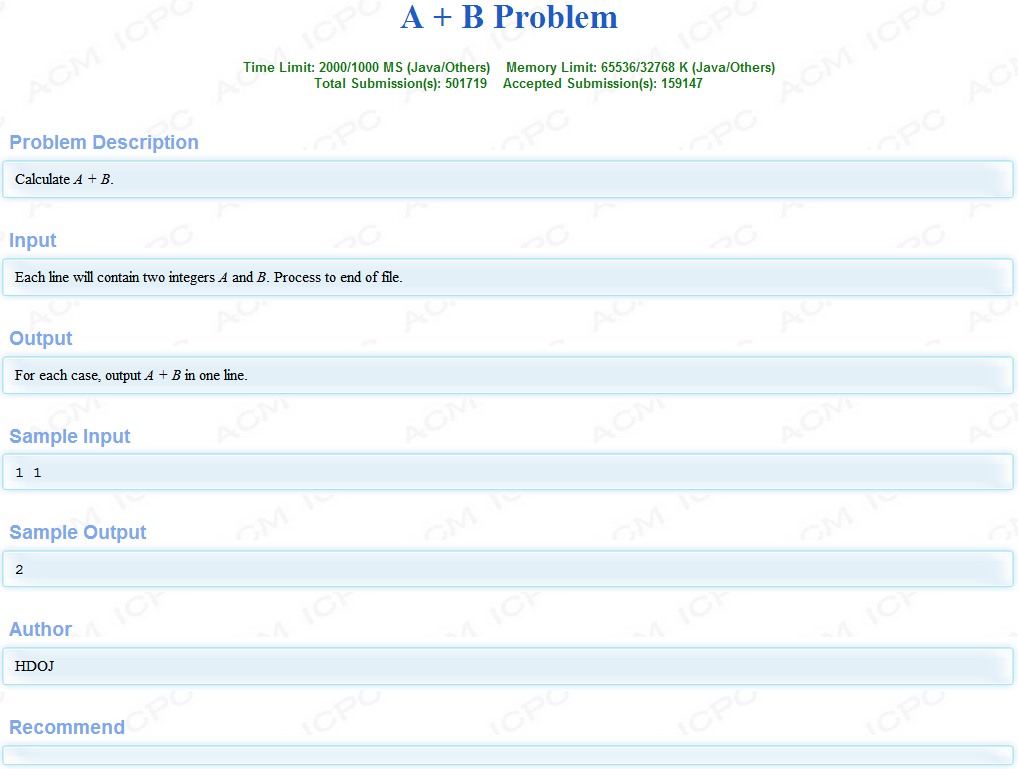 A + B Problem
Time Limit: 2000/1000 MS (Java/Others) Memory Limit: 65536/32768 K (Java/Others)
Total Submission(s): 501719 Accepted Submission(s): 159147
Problem Description
Calculate A + B.
Input
Each line will contain two integers A and B. Process to end of file.
Output
For each case, output A + B in one line.
Sample Input
1 1
Sample Output
2
Author
HDOJ
Recommend